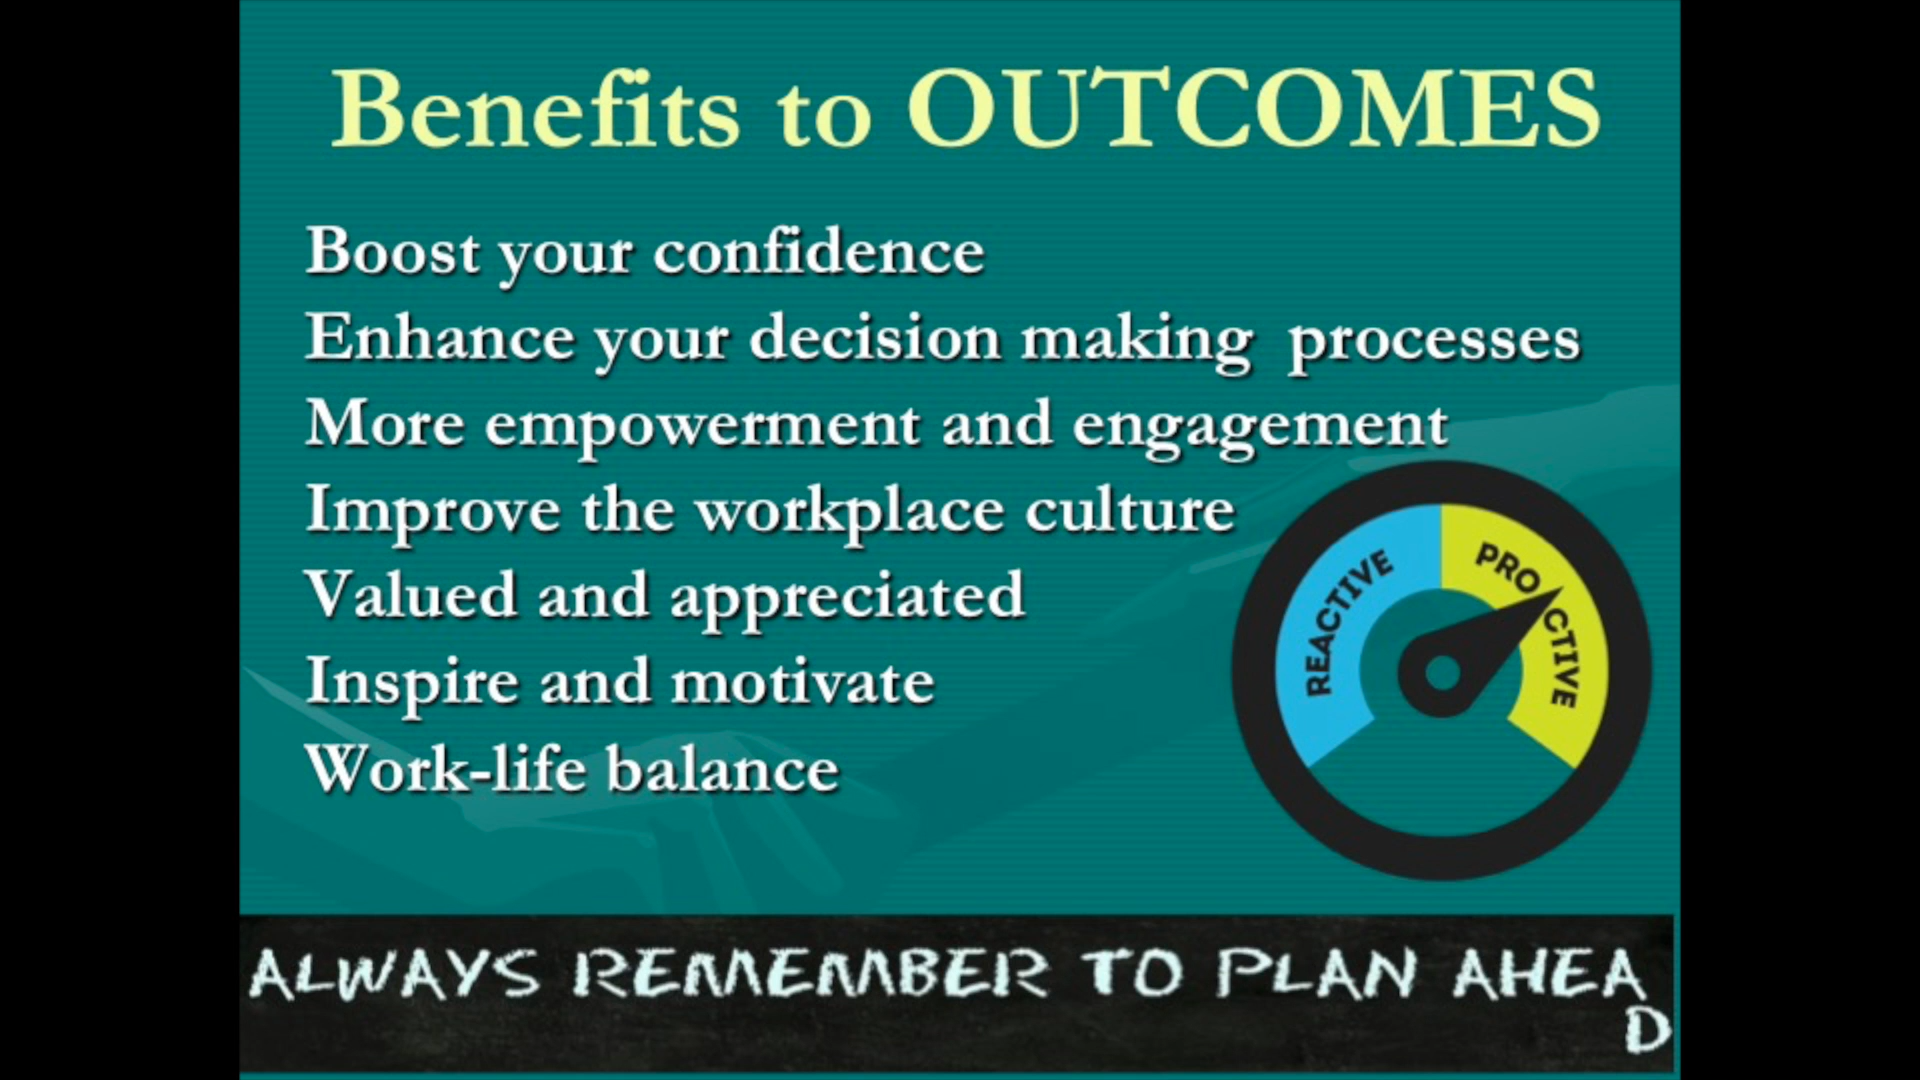 Benefits to OUTCOMES
Boost your confidence
Enhance your decision making processes
More empowerment and engagement
Improve the workplace culture
Valued and appreciated
Inspire and motivate
Work-life balance
REACTIVE
PROACTIVE
ALWAYS REMEMBER TO PLAN AHEA
D